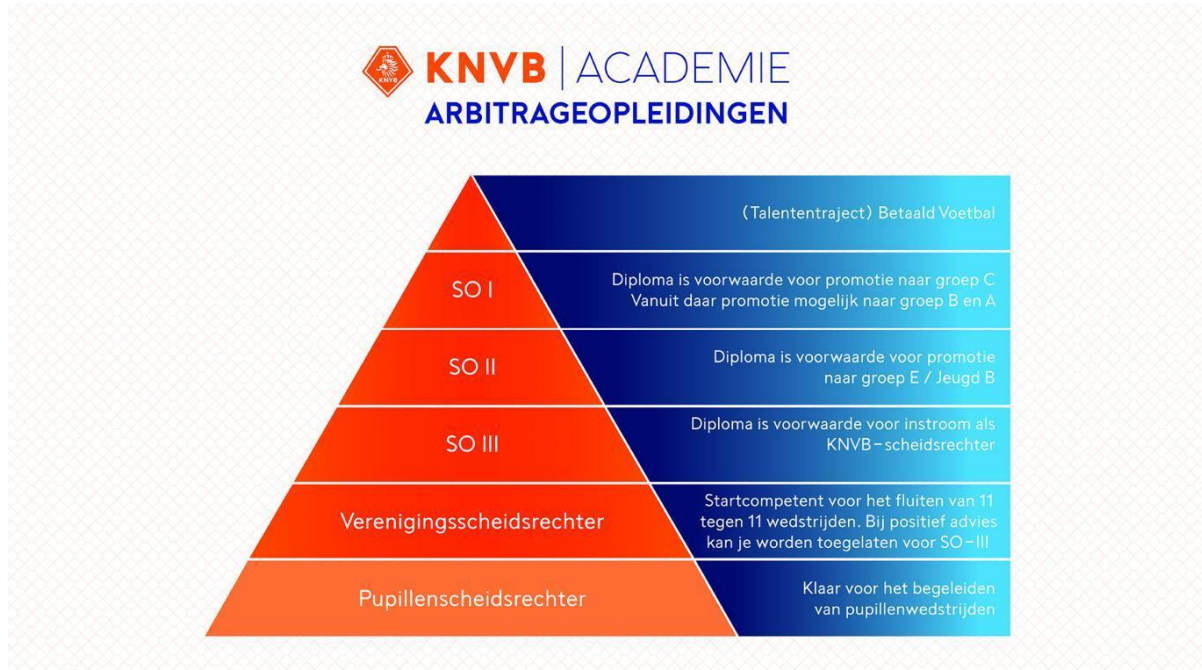 KNVB
KNVB | ACADEMIE
ARBITRAGEOPLEIDINGEN
(Talententraject) Betaald Voetbal
SO I
Diploma is voorwaarde voor promotie naar groep C
Vanuit daar promotie mogelijk naar groep B en A
SO II
Diploma is voorwaarde voor promotie
naar groep E / Jeugd B
SO III
Diploma is voorwaarde voor instroom als
KNVB-scheidsrechter
Verenigingsscheidsrechter
Startcompetent voor het fluiten van 11
tegen 11 wedstrijden. Bij positief advies
kan je worden toegelaten voor SO-III
Pupillenscheidsrechter
Klaar voor het begeleiden
van pupillenwedstrijden